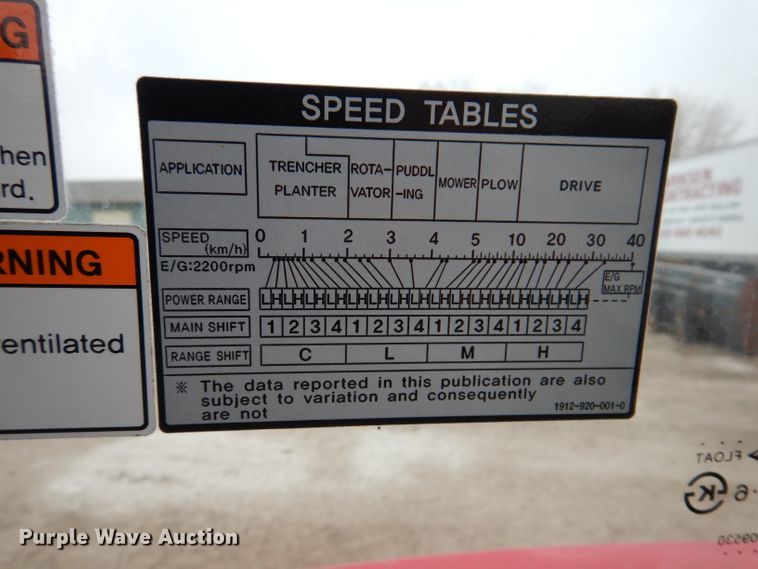 G
hen
rd.
RNING
entilated
SPEED TABLES
APPLICATION
TRENCHER
PLANTER
ROTA-
VATOR
PUDDL
-ING
MOWER
PLOW
DRIVE
SPEED
(km/h)
0 1 2 3 4 5 10 20 30 40
E/G:2200rpm
E/G
MAX.RPM
POWER RANGE LHLHLHLHLHLHLHLHLHLHLHLHLHLHLHLH
MAIN SHIFT 1 2 3 4 1 2 3 4 1 2 3 4 1 2 3 4
RANGE SHIFT C L M H
※ The data reported in this publication are also
subject to variation and consequently
are not
1912-920-001-0
FLOAT
K
Purple Wave Auction